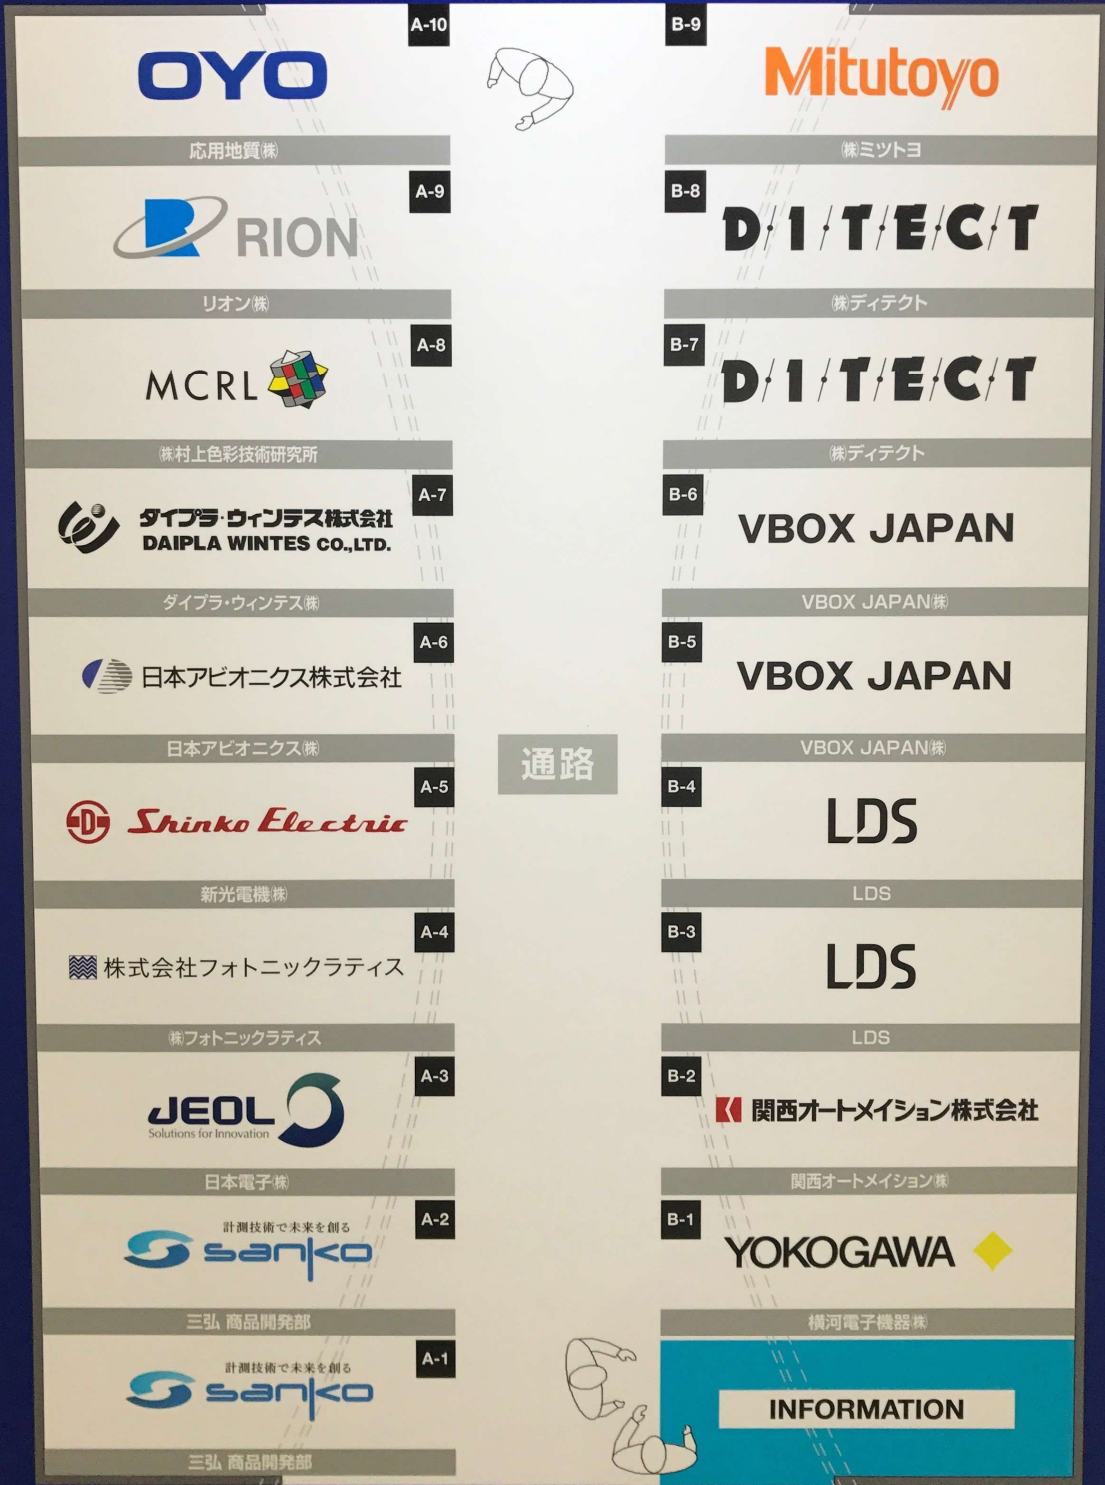 A-10
OYO
応用地質㈱
A-9
RION
リオン㈱
A-8
MCRL
㈱村上色彩技術研究所
A-7
ダイプラ・ウィンテス株式会社
DAIPLA WINTES CO.,LTD.
ダイプラ・ウィンテス㈱
A-6
日本アビオニクス株式会社
日本アビオニクス㈱
A-5
Shinko Electric
新光電機㈱
A-4
株式会社フォトニックラティス
㈱フォトニックラティス
A-3
JEOL
Solutions for Innovation
日本電子㈱
A-2
計測技術で未来を創る
sanko
三弘 商品開発部
A-1
計測技術で未来を創る
sanko
三弘 商品開発部
通路
B-9
Mitutoyo
㈱ミツトヨ
B-8
D/I/T/E/C/T
㈱ディテクト
B-7
D/I/T/E/C/T
㈱ディテクト
B-6
VBOX JAPAN
VBOX JAPAN㈱
B-5
VBOX JAPAN
VBOX JAPAN㈱
B-4
LDS
LDS
B-3
LDS
LDS
B-2
関西オートメイション株式会社
関西オートメイション㈱
B-1
YOKOGAWA
横河電子機器㈱
INFORMATION